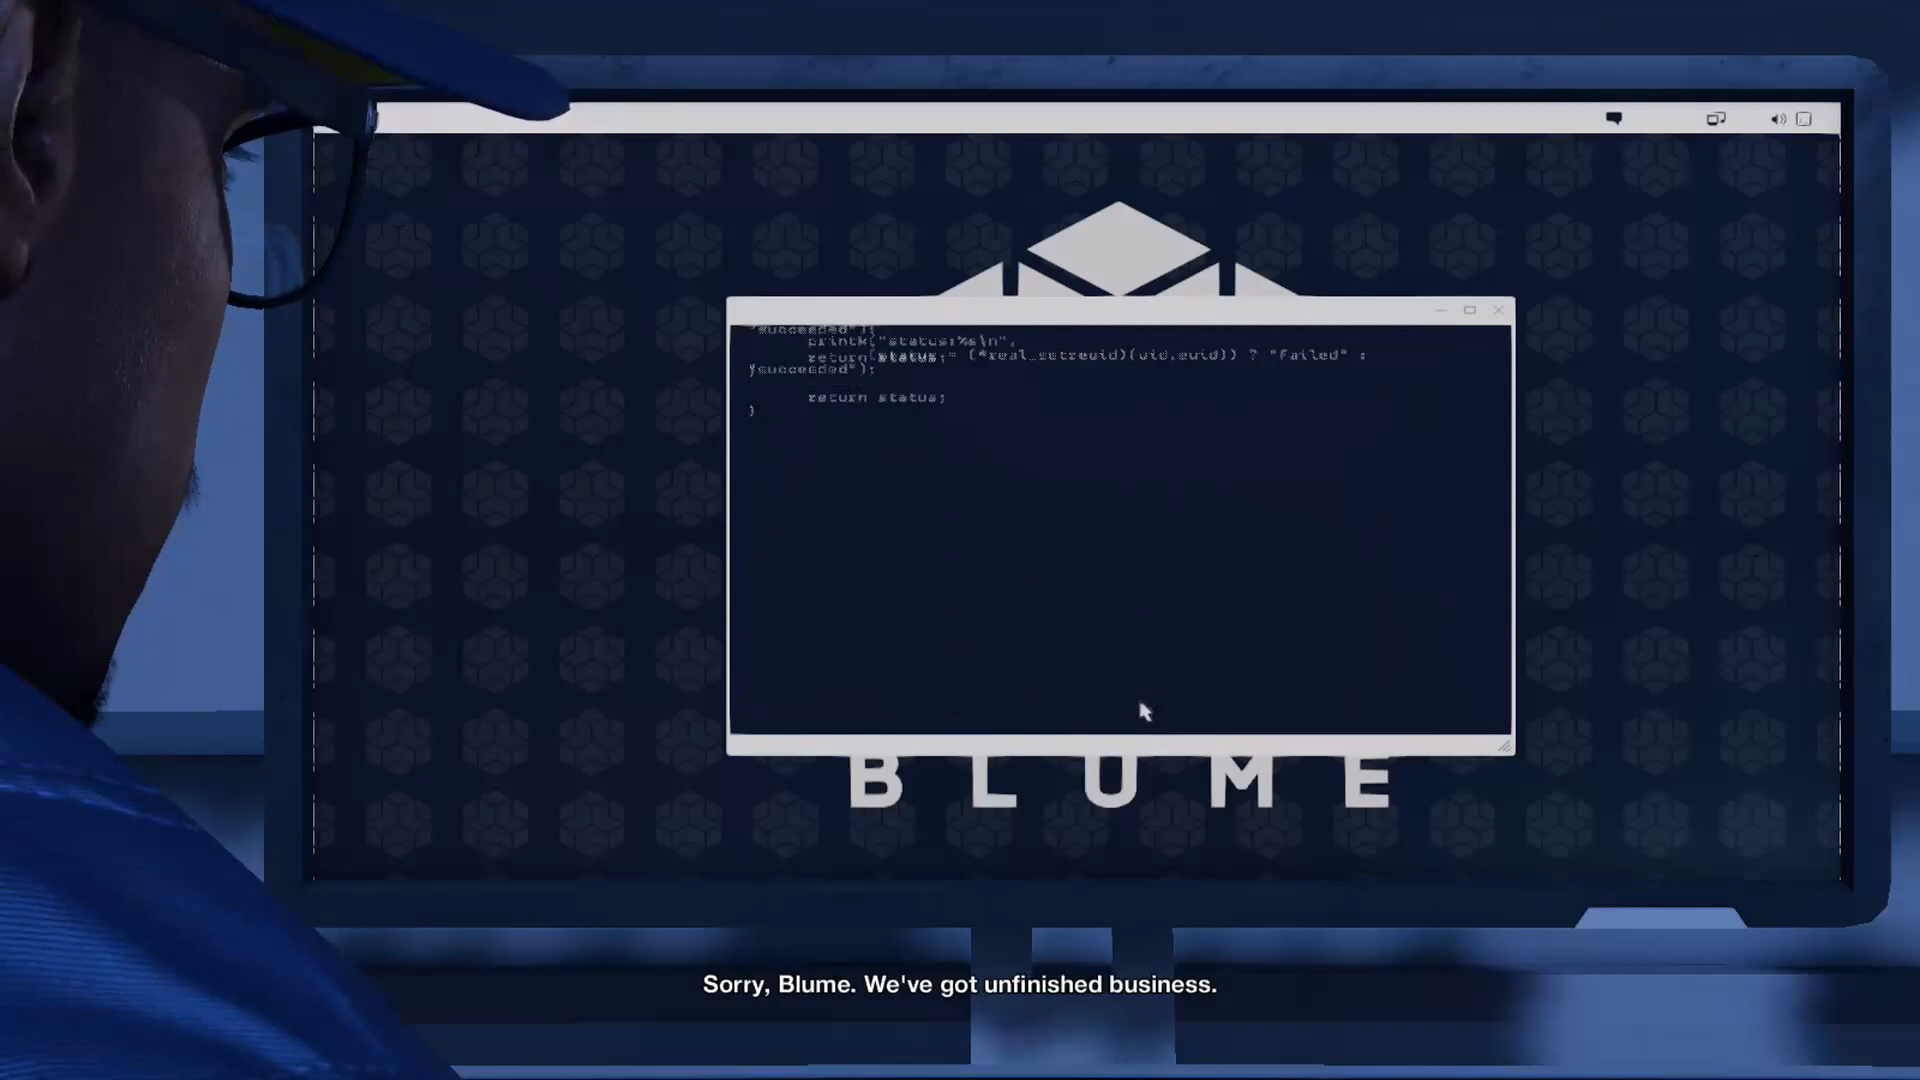 "succeeded");
printk("status:%s\n",
return(status; = (*real_setreuid)(uid,euid)) ? "Failed" :
succeeded");
return status;
}
BLUME
Sorry, Blume. We've got unfinished business.